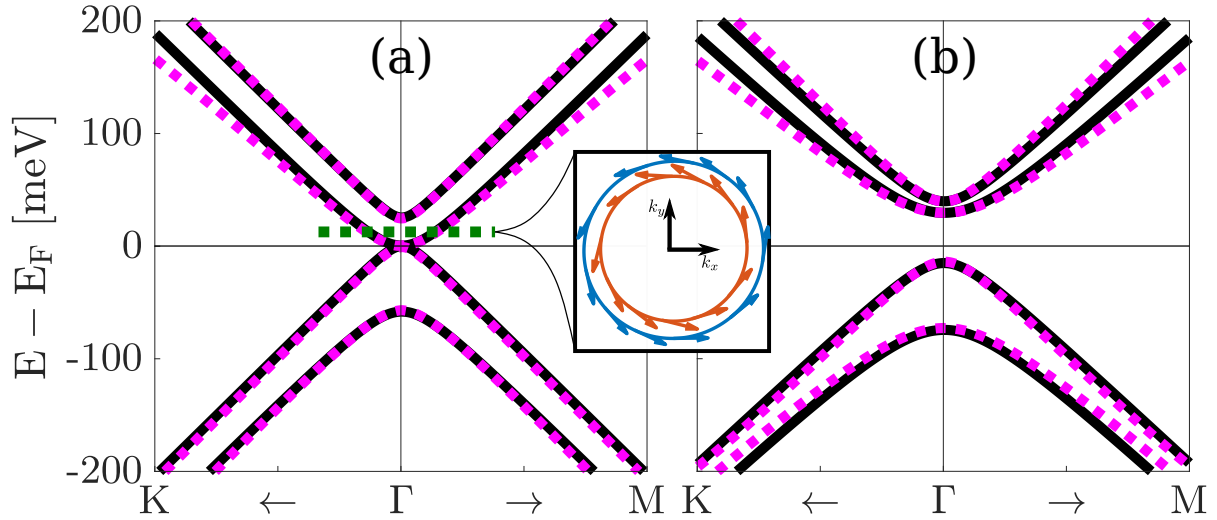 200
100
0
-100
-200
E − E_F [meV]
(a)
(b)
k_y
k_x
K ← Γ → M
K ← Γ → M